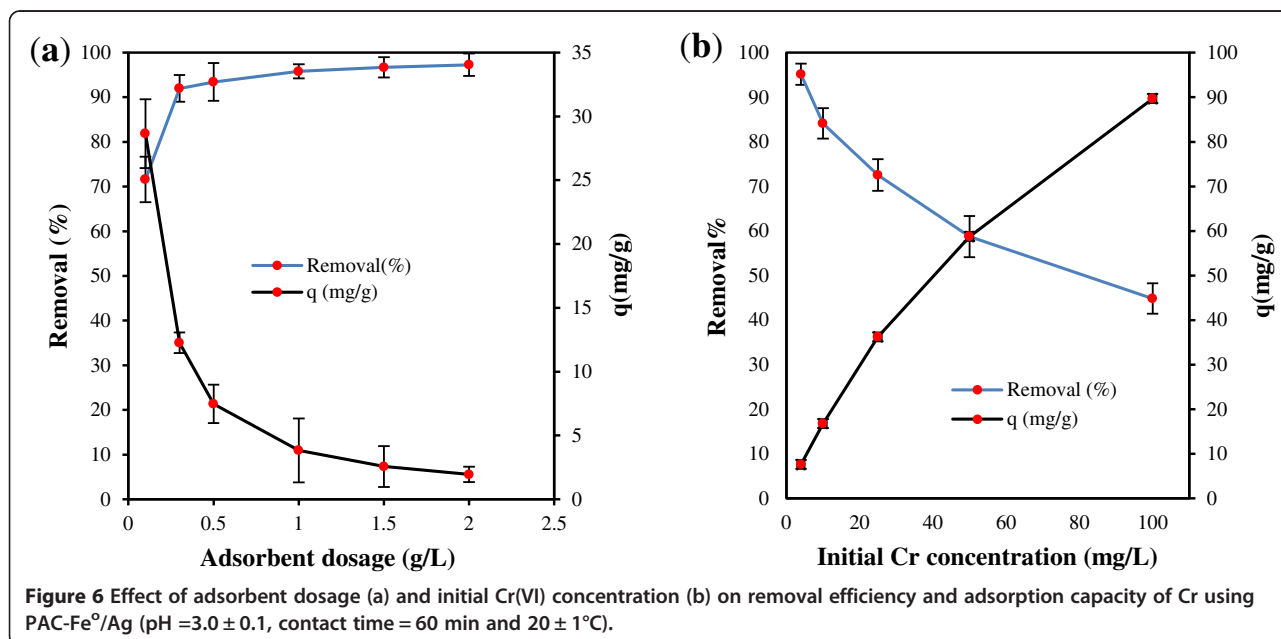 (a)
100
90
80
70
60
50
40
30
20
10
0
Removal (%)
35
30
25
20
15
10
5
0
q(mg/g)
Removal(%)
q (mg/g)
0 0.5 1 1.5 2 2.5
Adsorbent dosage (g/L)
(b)
100
90
80
70
60
50
40
30
20
10
0
Removal%
100
90
80
70
60
50
40
30
20
10
0
q(mg/g)
Removal (%)
q (mg/g)
0 20 40 60 80 100
Initial Cr concentration (mg/L)
Figure 6 Effect of adsorbent dosage (a) and initial Cr(VI) concentration (b) on removal efficiency and adsorption capacity of Cr using
PAC-Fe⁰/Ag (pH =3.0 ± 0.1, contact time = 60 min and 20 ± 1°C).